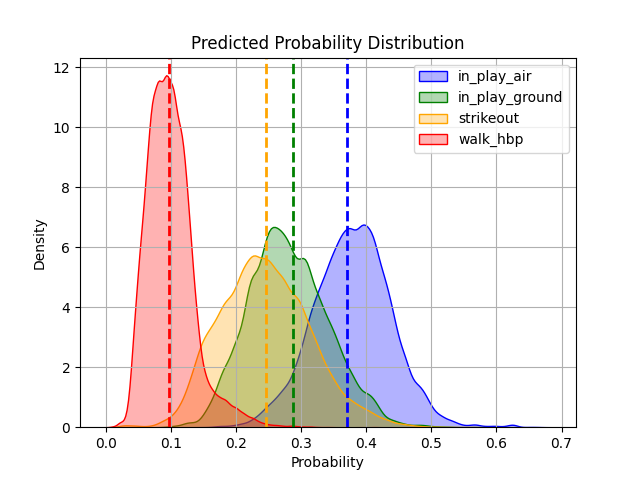 Predicted Probability Distribution
in_play_air
in_play_ground
strikeout
walk_hbp
Density
12
10
8
6
4
2
0
0.0 0.1 0.2 0.3 0.4 0.5 0.6 0.7
Probability